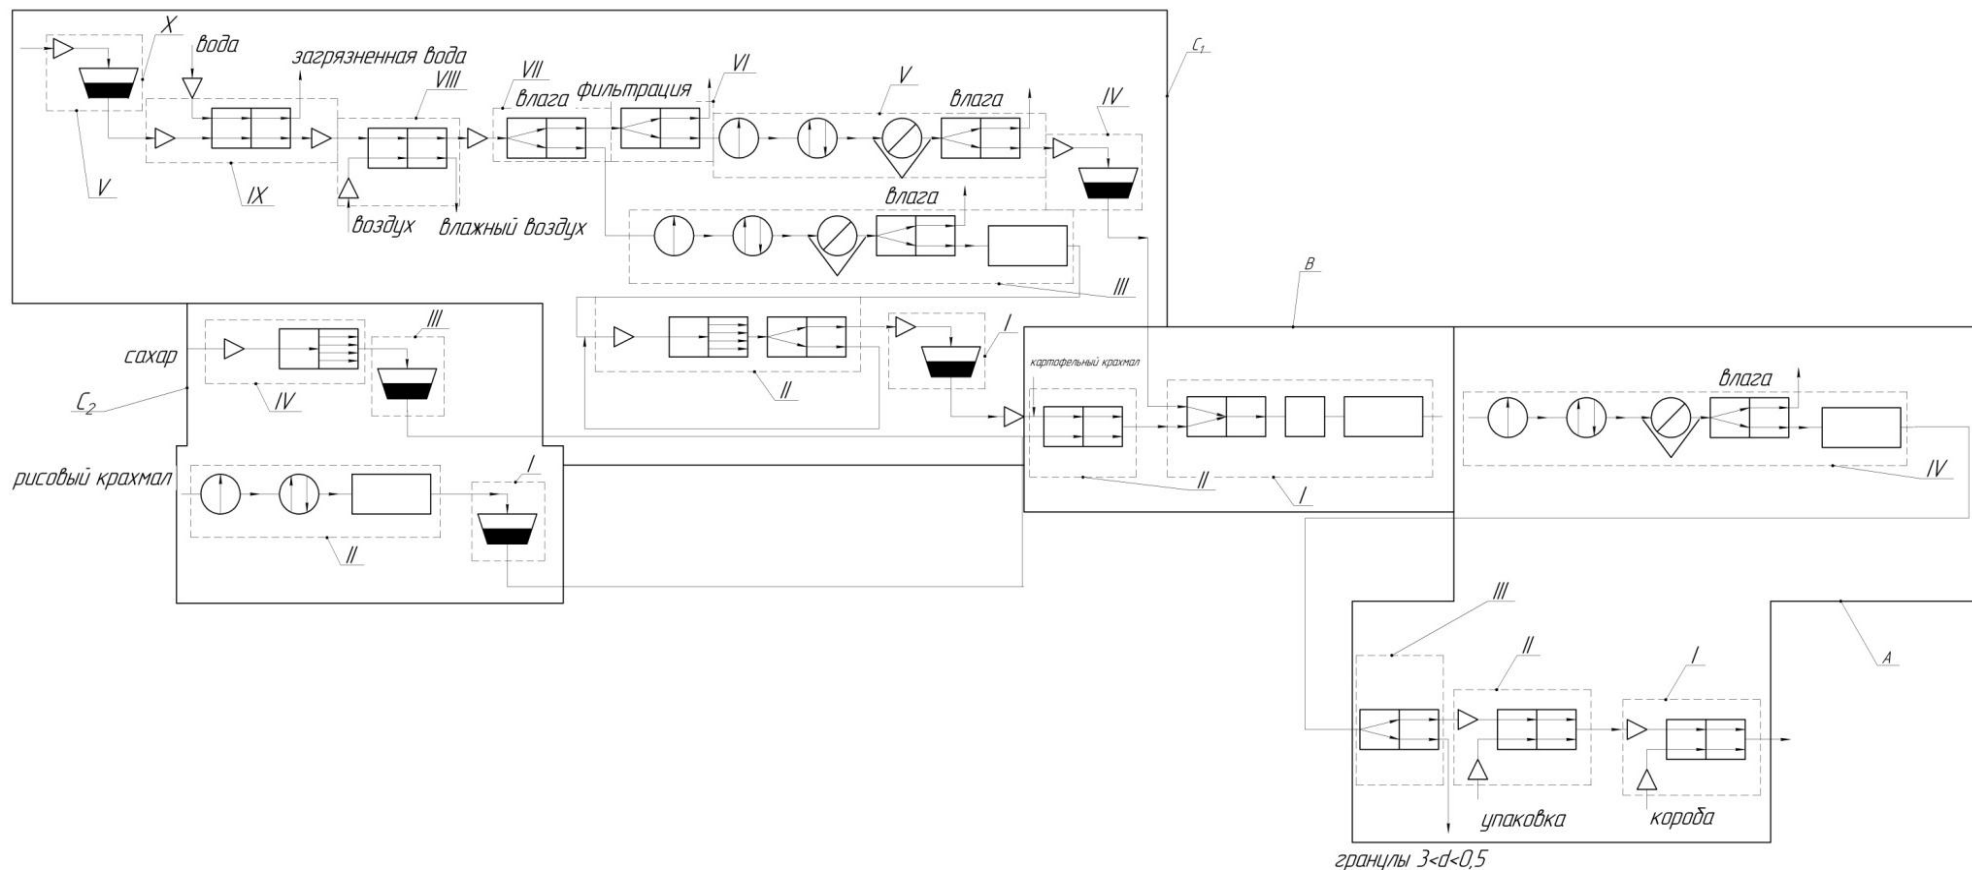 X
вода
загрязненная вода
VIII
VII
влага
фильтрация
VI
V
влага
IV
C₁
V
IX
воздух
влажный воздух
влага
III
B
сахар
III
C₂
IV
I
II
картофельный крахмал
влага
рисовый крахмал
I
II
II
I
IV
III
II
I
A
упаковка
короба
гранулы 3<d<0,5